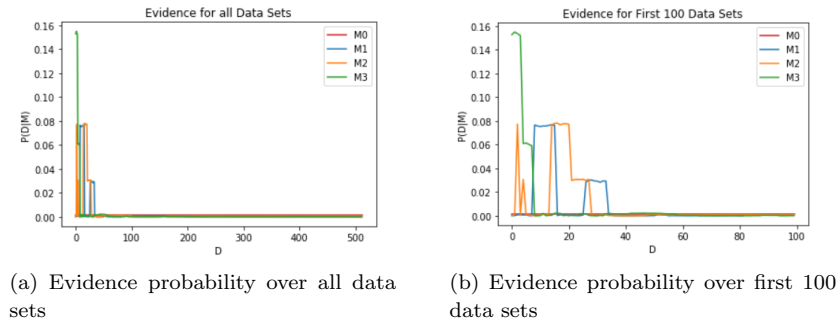 Evidence for all Data Sets
0.16
0.14
0.12
0.10
0.08
0.06
0.04
0.02
0.00
P(D|M)
M0
M1
M2
M3
0 100 200 300 400 500
D
(a) Evidence probability over all data
sets
Evidence for First 100 Data Sets
0.16
0.14
0.12
0.10
0.08
0.06
0.04
0.02
0.00
P(D|M)
M0
M1
M2
M3
0 20 40 60 80 100
D
(b) Evidence probability over first 100
data sets